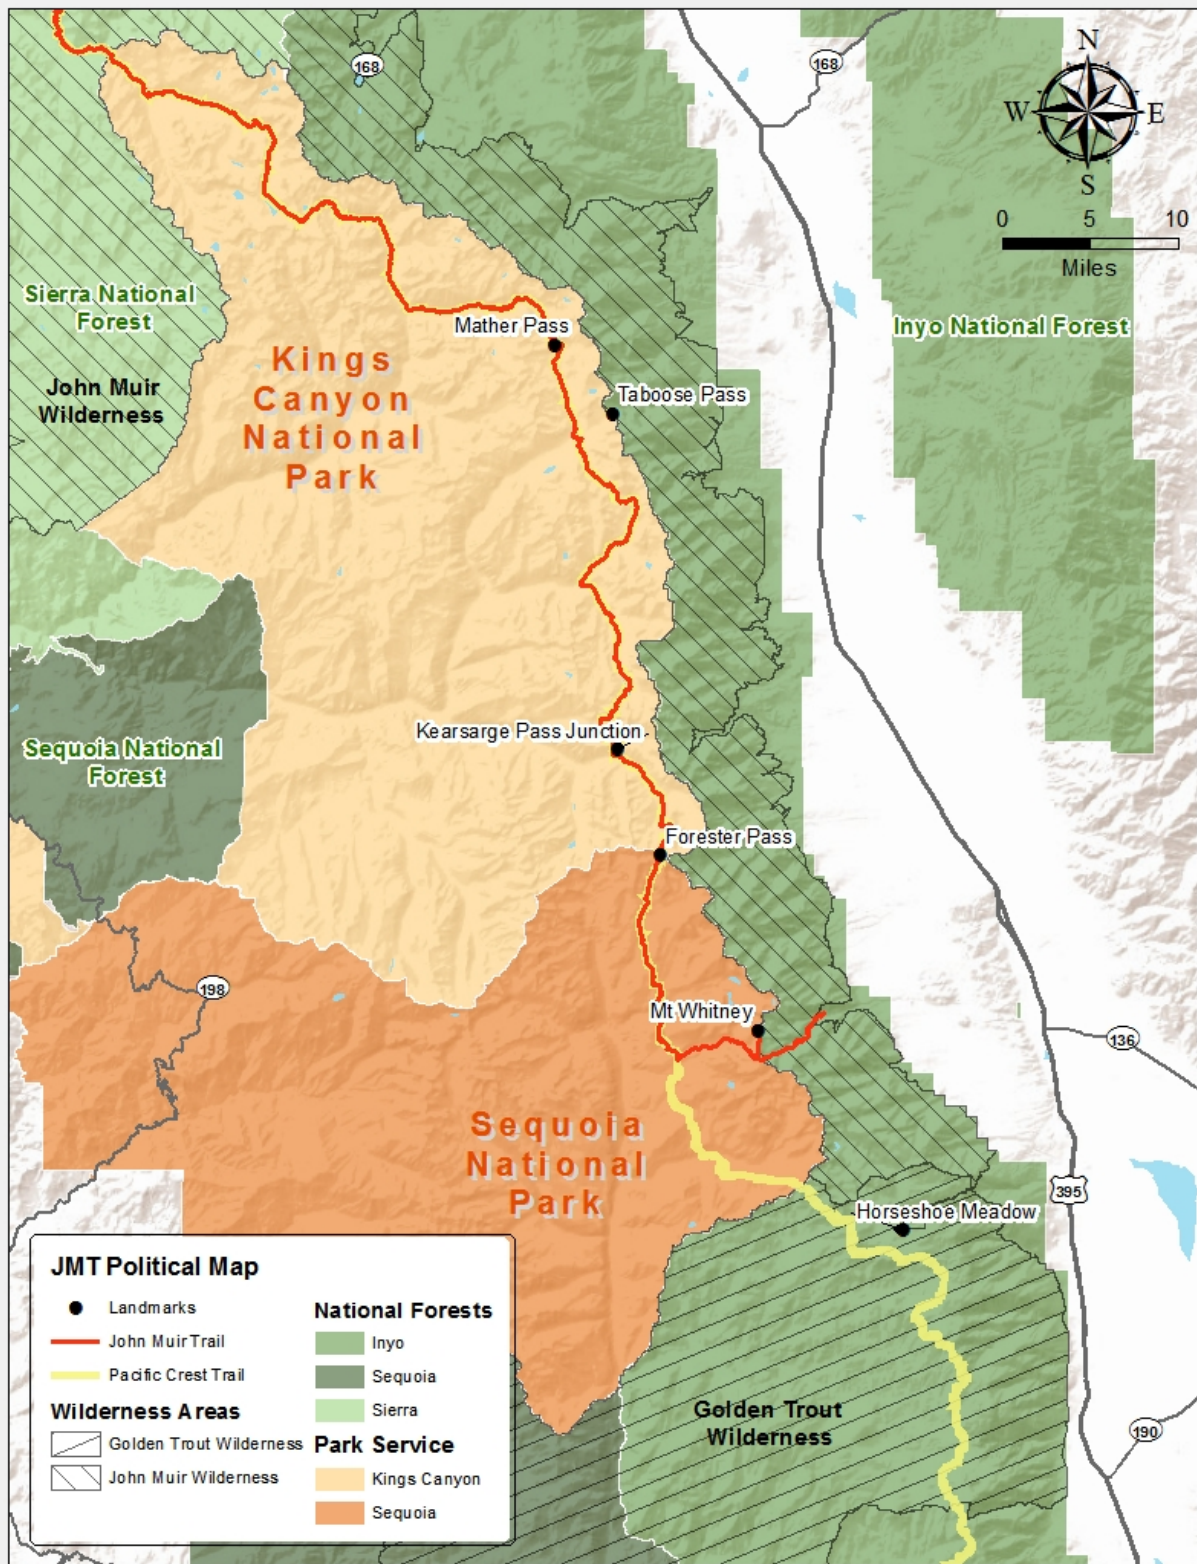 168
168
N
W
E
S
0 5 10
Miles
Sierra National
Forest
Inyo National Forest
Mather Pass
Kings
Canyon
National
Park
John Muir
Wilderness
Taboose Pass
Kearsarge Pass Junction
Sequoia National
Forest
Forester Pass
198
Mt Whitney
136
Sequoia
National
Park
395
Horseshoe Meadow
Golden Trout
Wilderness
190
JMT Political Map
Landmarks
John Muir Trail
Pacific Crest Trail
Wilderness Areas
Golden Trout Wilderness
John Muir Wilderness
National Forests
Inyo
Sequoia
Sierra
Park Service
Kings Canyon
Sequoia